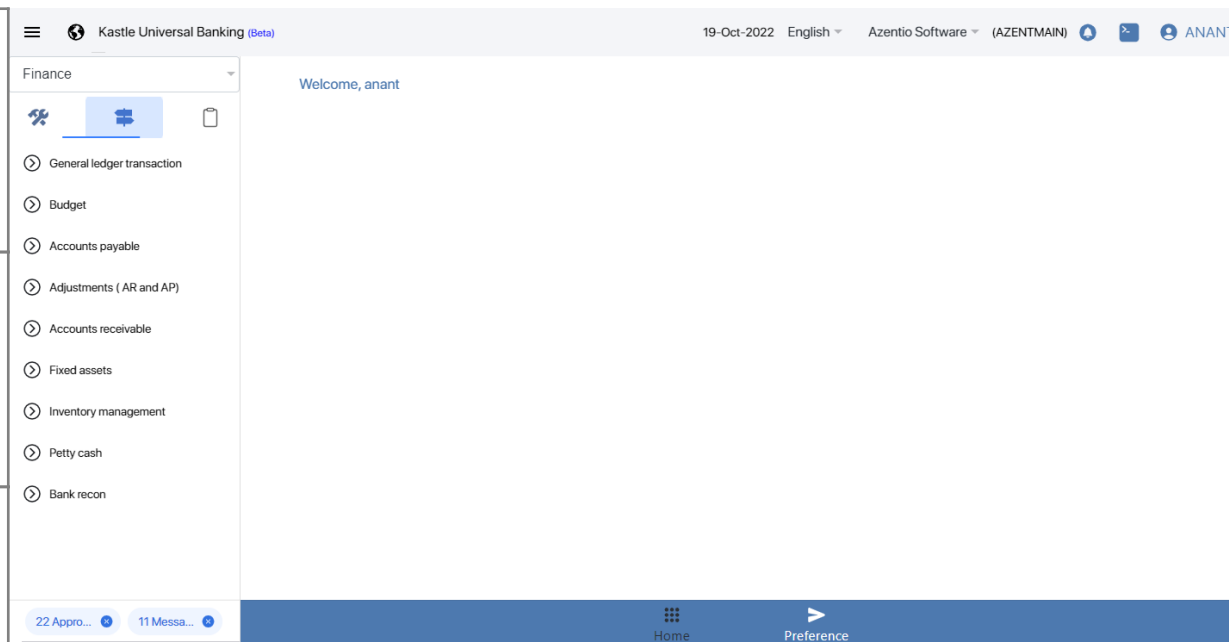 Kastle Universal Banking (Beta)
19-Oct-2022 English Azentio Software (AZENTMAIN) ANANT
Finance
Welcome, anant
General ledger transaction
Budget
Accounts payable
Adjustments ( AR and AP)
Accounts receivable
Fixed assets
Inventory management
Petty cash
Bank recon
22 Appro... 11 Messa...
Home Preference